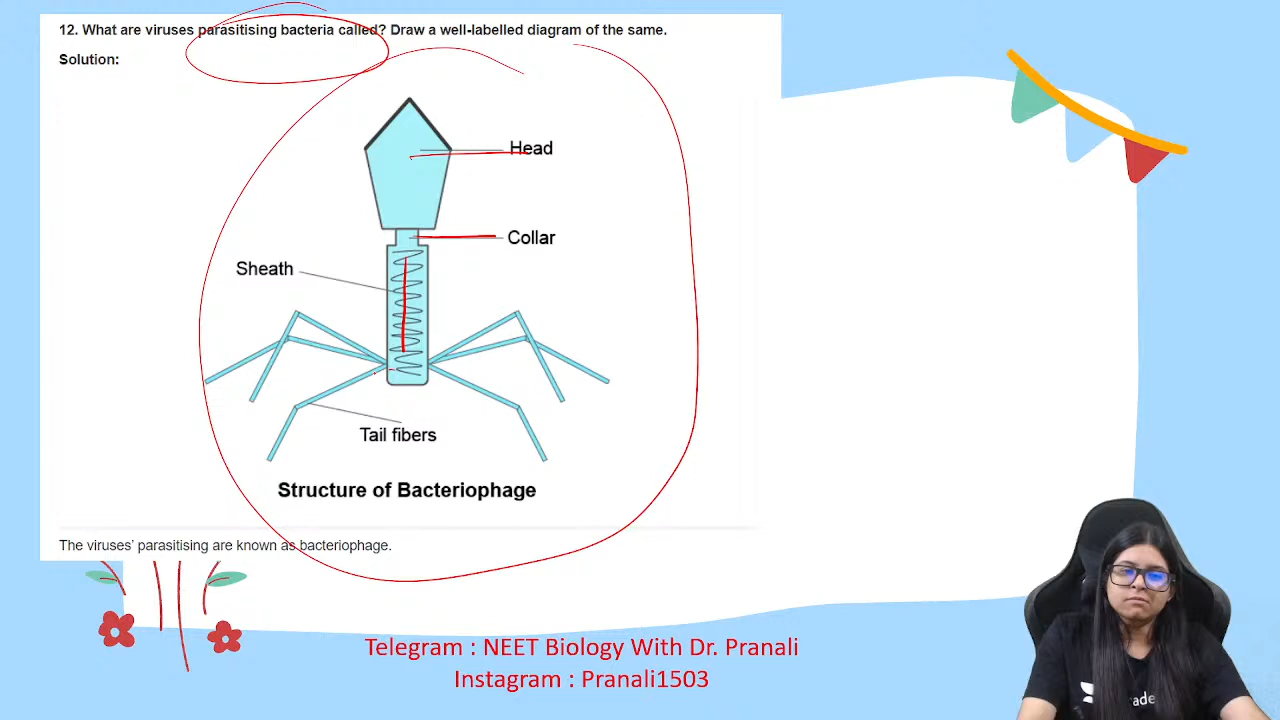 12. What are viruses parasitising bacteria called? Draw a well-labelled diagram of the same.
Solution:
Head
Collar
Sheath
Tail fibers
Structure of Bacteriophage
The viruses' parasitising are known as bacteriophage.
Telegram : NEET Biology With Dr. Pranali
Instagram : Pranali1503